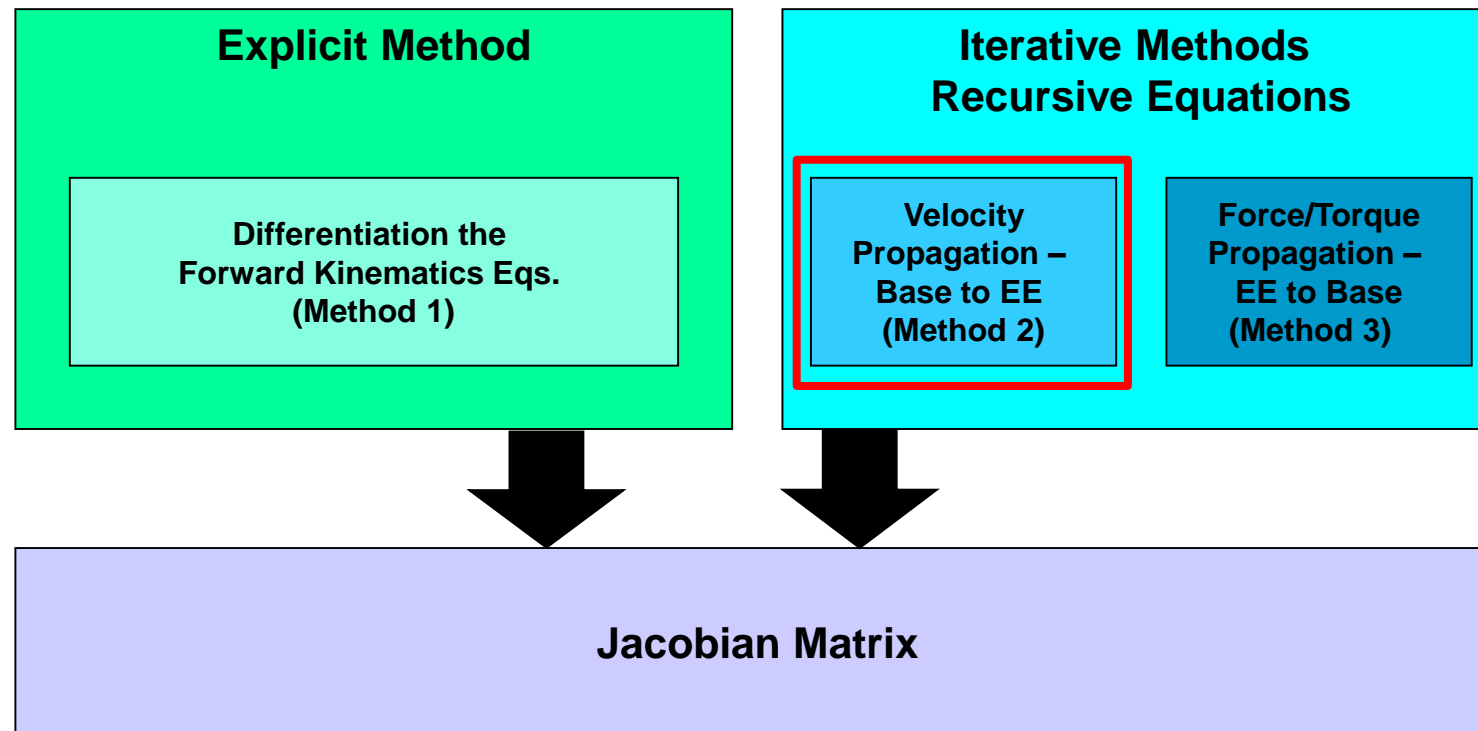 Explicit Method
Differentiation the
Forward Kinematics Eqs.
(Method 1)
Iterative Methods
Recursive Equations
Velocity
Propagation –
Base to EE
(Method 2)
Force/Torque
Propagation –
EE to Base
(Method 3)
Jacobian Matrix